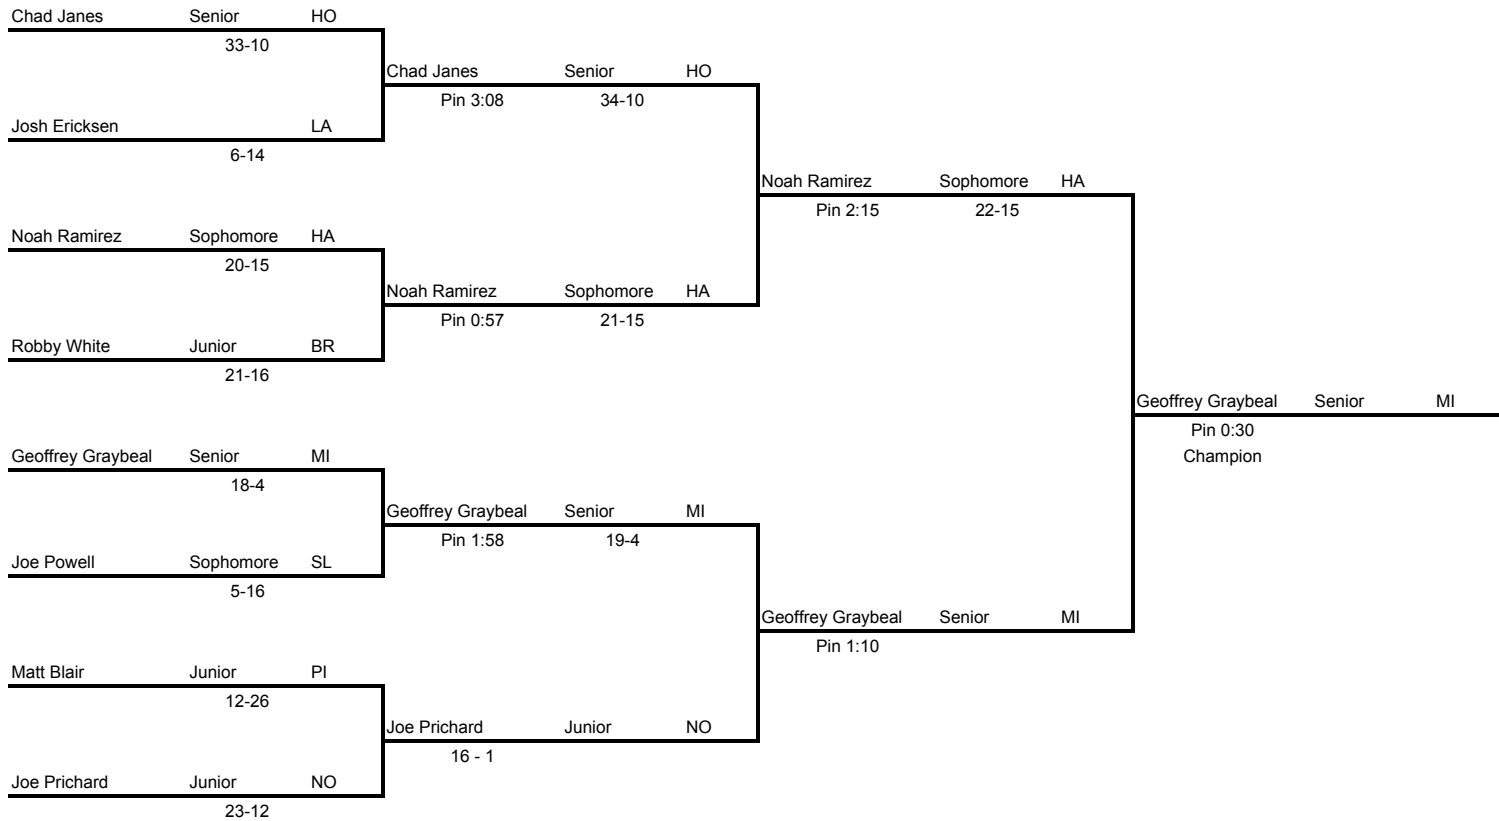 Chad Janes Senior HO
33-10
Chad Janes Senior HO
Pin 3:08 34-10
Josh Ericksen LA
6-14
Noah Ramirez Sophomore HA
Pin 2:15 22-15
Noah Ramirez Sophomore HA
20-15
Noah Ramirez Sophomore HA
Pin 0:57 21-15
Robby White Junior BR
21-16
Geoffrey Graybeal Senior MI
Pin 0:30
Champion
Geoffrey Graybeal Senior MI
18-4
Geoffrey Graybeal Senior MI
Pin 1:58 19-4
Joe Powell Sophomore SL
5-16
Geoffrey Graybeal Senior MI
Pin 1:10
Matt Blair Junior PI
12-26
Joe Prichard Junior NO
16 - 1
Joe Prichard Junior NO
23-12